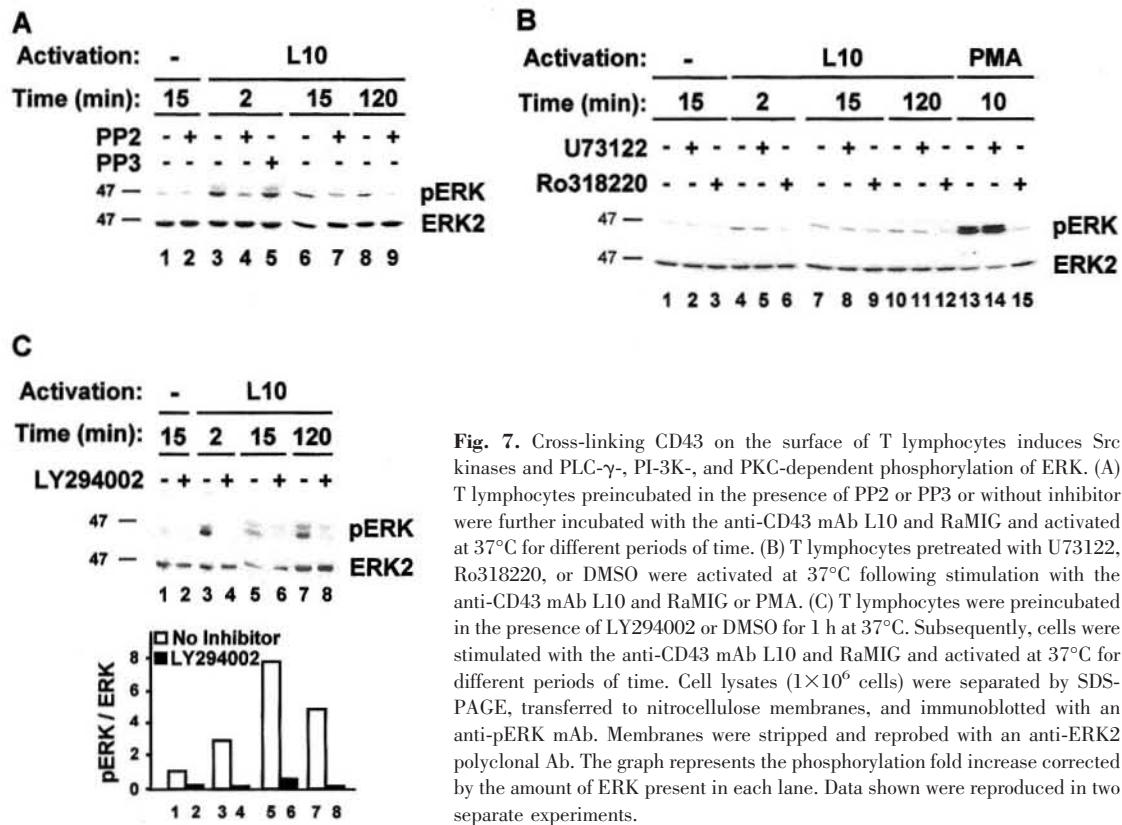 A
Activation: - L10
Time (min): 15 2 15 120
PP2 - + - + - - + - +
PP3 - - - - + - - - -
47 — pERK
47 — ERK2
1 2 3 4 5 6 7 8 9
B
Activation: - L10 PMA
Time (min): 15 2 15 120 10
U73122 - + - - + - - + - - + - - + -
Ro318220 - - + - - + - - + - - + - - +
47 — pERK
47 — ERK2
1 2 3 4 5 6 7 8 9 10 11 12 13 14 15
C
Activation: - L10
Time (min): 15 2 15 120
LY294002 - + - + - + - +
47 — pERK
47 — ERK2
1 2 3 4 5 6 7 8
No Inhibitor
LY294002
pERK / ERK
8
6
4
2
0
1 2 3 4 5 6 7 8
Fig. 7. Cross-linking CD43 on the surface of T lymphocytes induces Src
kinases and PLC-γ-, PI-3K-, and PKC-dependent phosphorylation of ERK. (A)
T lymphocytes preincubated in the presence of PP2 or PP3 or without inhibitor
were further incubated with the anti-CD43 mAb L10 and RaMIG and activated
at 37°C for different periods of time. (B) T lymphocytes pretreated with U73122,
Ro318220, or DMSO were activated at 37°C following stimulation with the
anti-CD43 mAb L10 and RaMIG or PMA. (C) T lymphocytes were preincubated
in the presence of LY294002 or DMSO for 1 h at 37°C. Subsequently, cells were
stimulated with the anti-CD43 mAb L10 and RaMIG and activated at 37°C for
different periods of time. Cell lysates (1×10⁶ cells) were separated by SDS-
PAGE, transferred to nitrocellulose membranes, and immunoblotted with an
anti-pERK mAb. Membranes were stripped and reprobed with an anti-ERK2
polyclonal Ab. The graph represents the phosphorylation fold increase corrected
by the amount of ERK present in each lane. Data shown were reproduced in two
separate experiments.